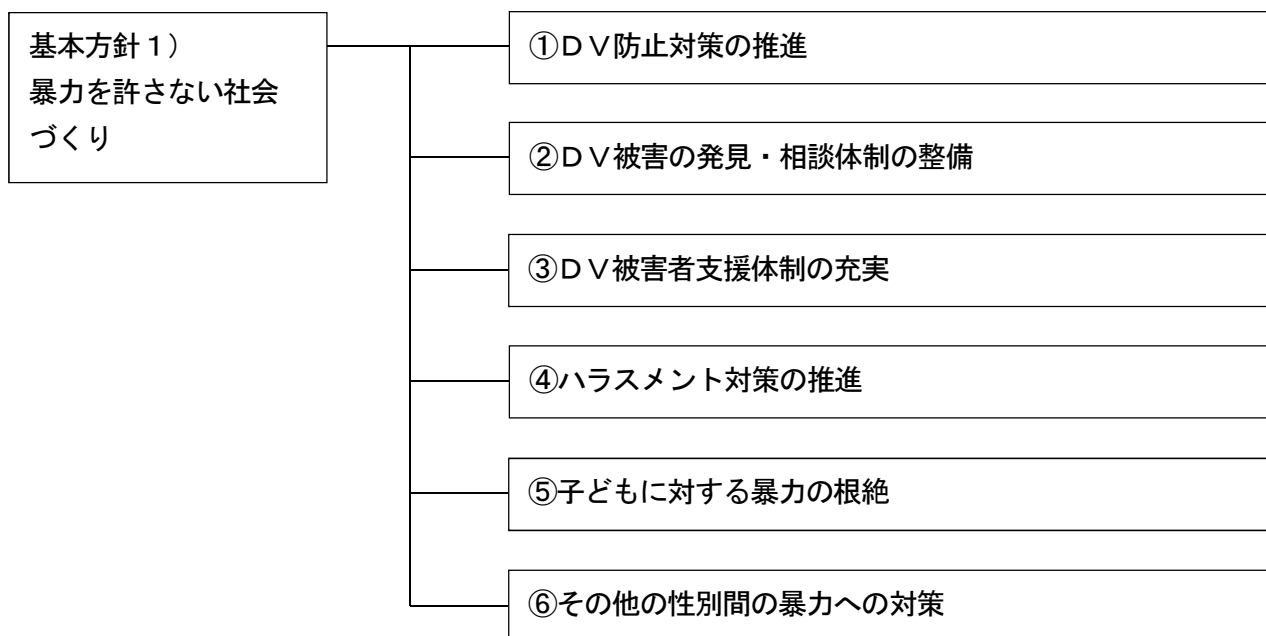 基本方針１）
暴力を許さない社会
づくり
①ＤＶ防止対策の推進
②ＤＶ被害の発見・相談体制の整備
③ＤＶ被害者支援体制の充実
④ハラスメント対策の推進
⑤子どもに対する暴力の根絶
⑥その他の性別間の暴力への対策